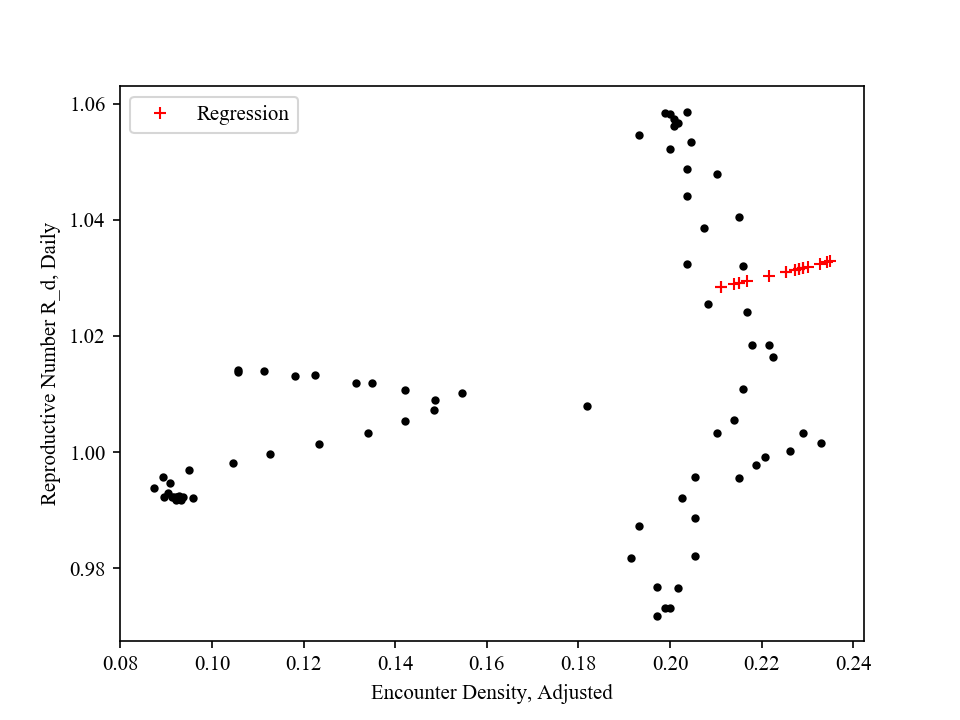 Regression
Reproductive Number R_d, Daily
1.06
1.04
1.02
1.00
0.98
0.08 0.10 0.12 0.14 0.16 0.18 0.20 0.22 0.24
Encounter Density, Adjusted